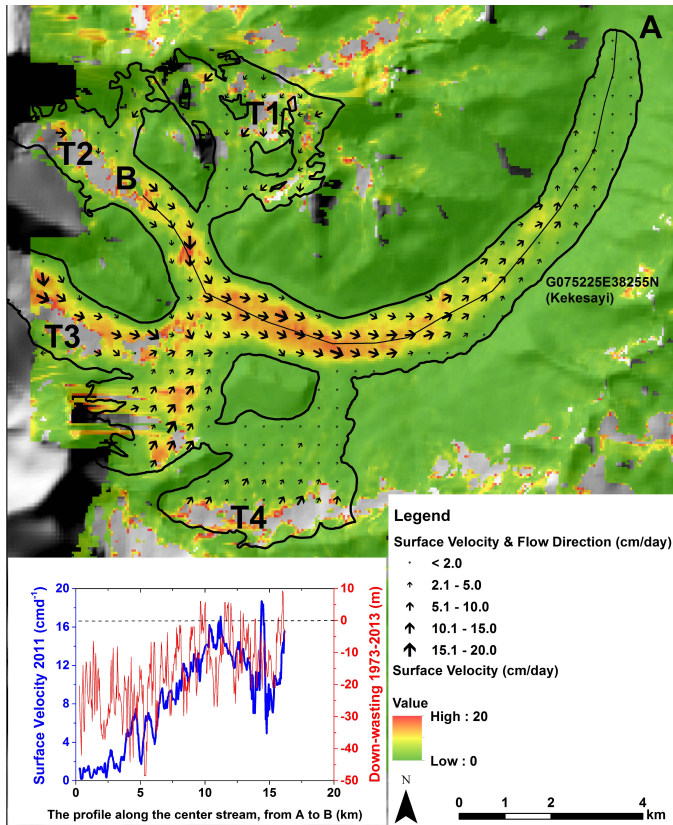 A
T1
T2
B
G075225E38255N
(Kekesayi)
T3
T4
Legend
Surface Velocity & Flow Direction (cm/day)
< 2.0
2.1 - 5.0
5.1 - 10.0
10.1 - 15.0
15.1 - 20.0
Surface Velocity (cm/day)
Value
High : 20
Low : 0
N
0 1 2 4
km
Surface Velocity 2011 (cmd-1)
20
16
12
8
4
0
10
0
-10
-20
-30
-40
-50
Down-wasting 1973-2013 (m)
0 5 10 15 20
The profile along the center stream, from A to B (km)